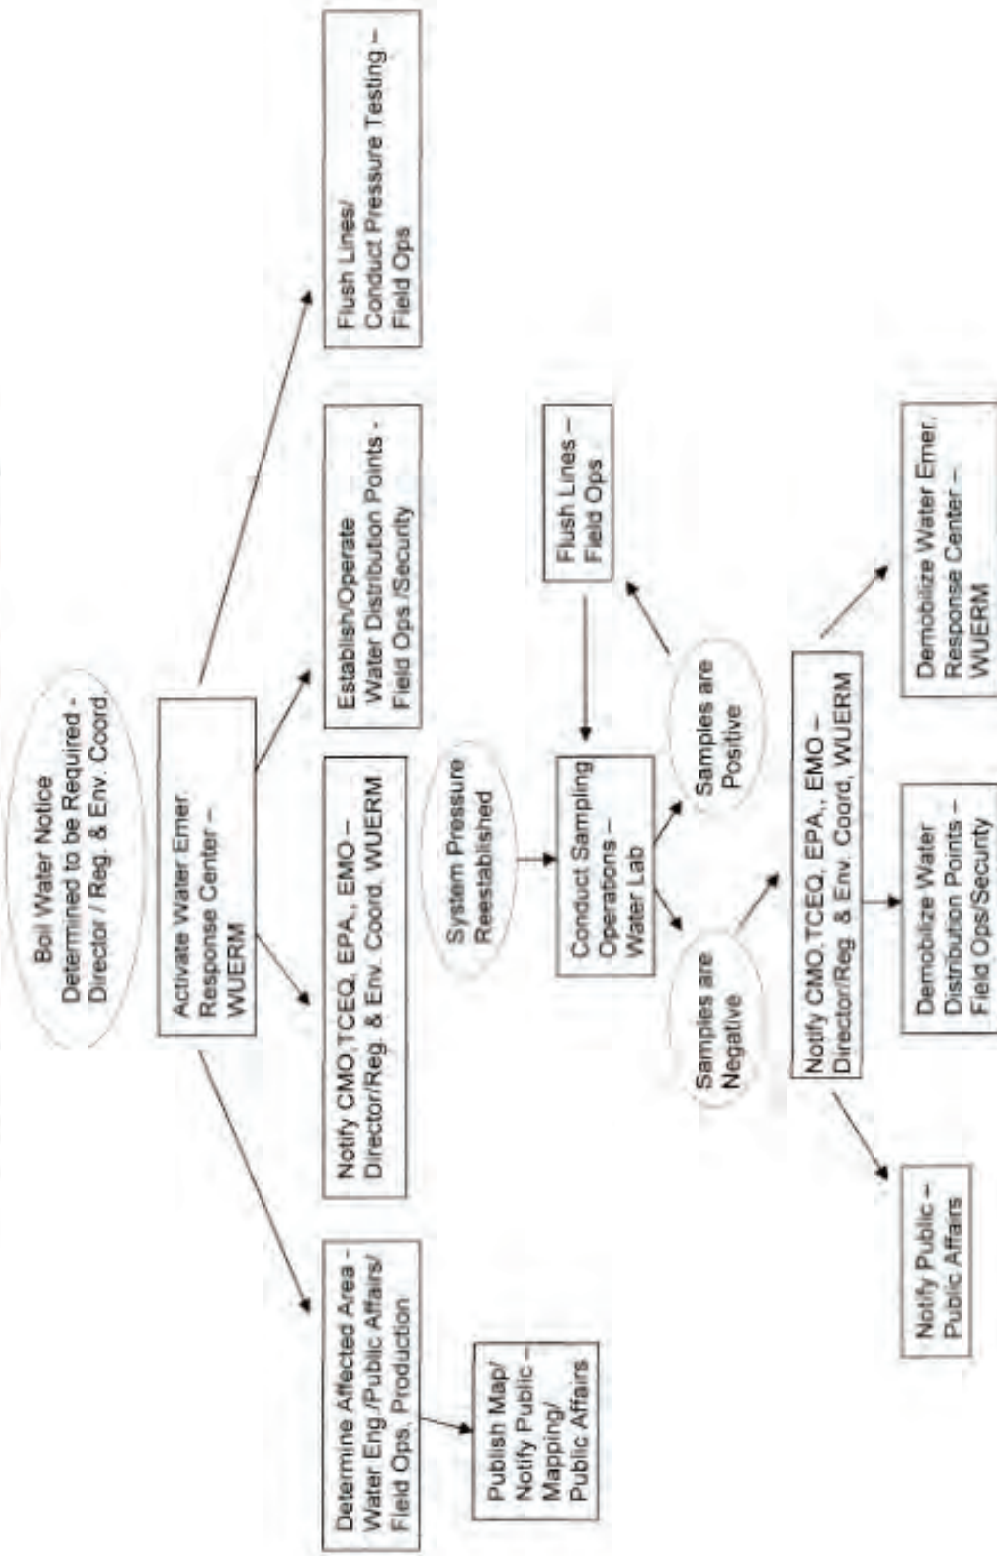 Boil Water Notice
Determined to be Required -
Director / Reg. & Env. Coord.
Activate Water Emer.
Response Center –
WUERM
Determine Affected Area -
Water Eng./Public Affairs/
Field Ops, Production
Notify CMO,TCEQ, EPA,, EMO –
Director/Reg. & Env. Coord, WUERM
Establish/Operate
Water Distribution Points -
Field Ops /Security
Flush Lines/
Conduct Pressure Testing –
Field Ops
Publish Map/
Notify Public –
Mapping/
Public Affairs
System Pressure
Reestablished
Conduct Sampling
Operations –
Water Lab
Flush Lines –
Field Ops
Samples are
Negative
Samples are
Positive
Notify CMO,TCEQ, EPA,, EMO –
Director/Reg. & Env. Coord, WUERM
Notify Public –
Public Affairs
Demobilize Water
Distribution Points –
Field Ops/Security
Demobilize Water Emer.
Response Center –
WUERM